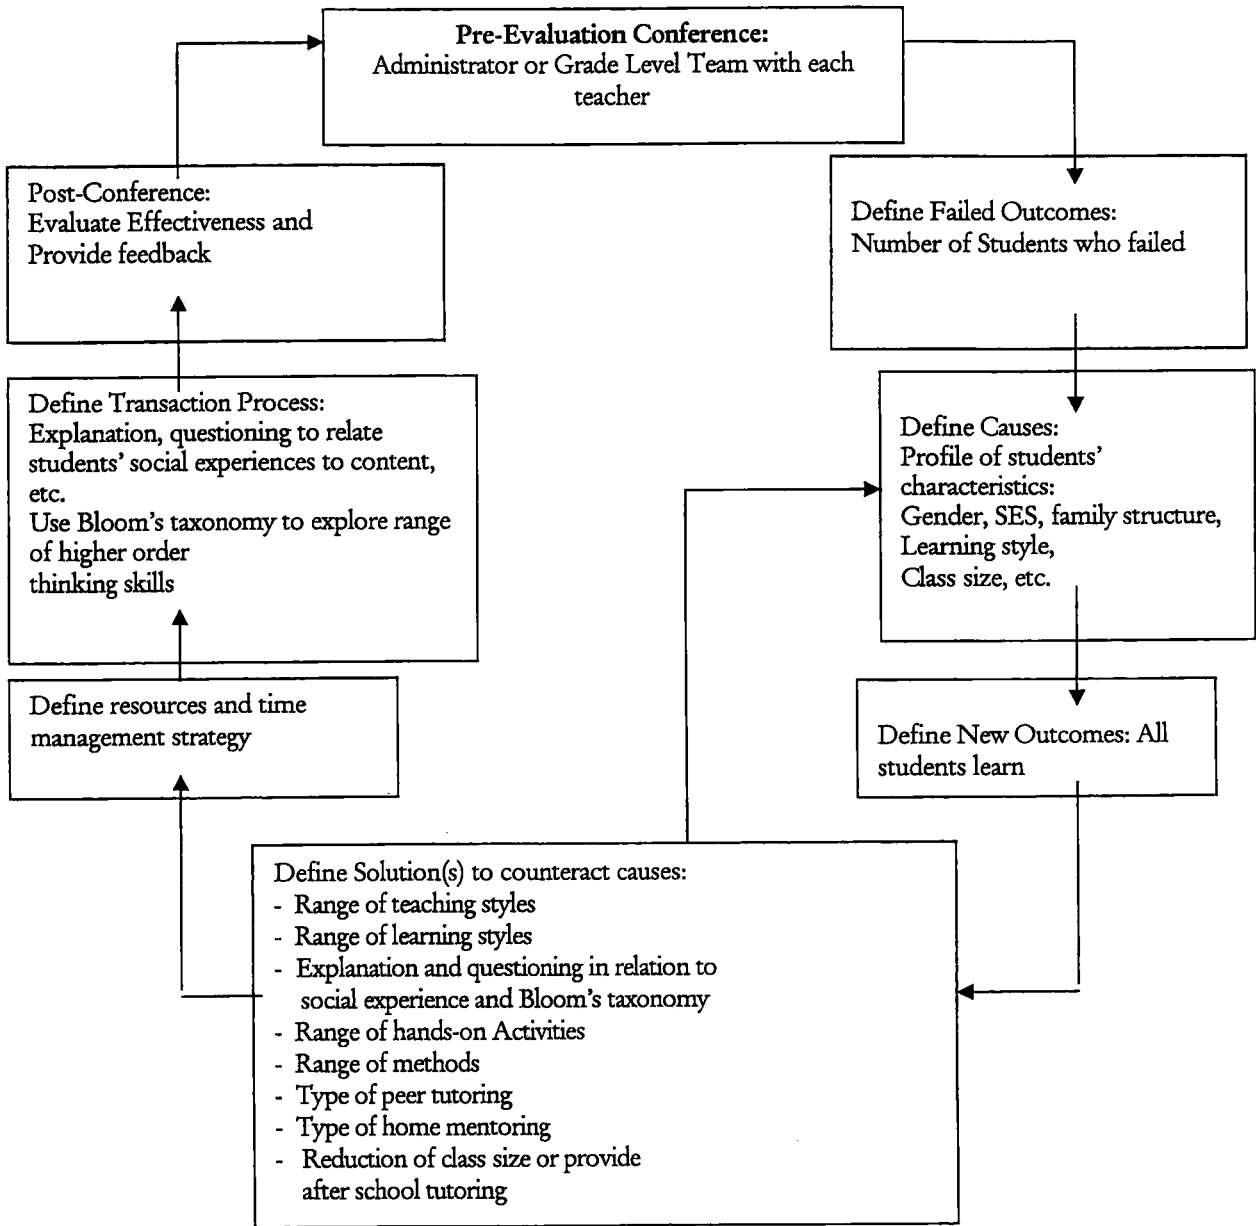 Pre-Evaluation Conference:
Administrator or Grade Level Team with each
teacher
Define Failed Outcomes:
Number of Students who failed
Define Causes:
Profile of students'
characteristics:
Gender, SES, family structure,
Learning style,
Class size, etc.
Define New Outcomes: All
students learn
Define Solution(s) to counteract causes:
- Range of teaching styles
- Range of learning styles
- Explanation and questioning in relation to
social experience and Bloom's taxonomy
- Range of hands-on Activities
- Range of methods
- Type of peer tutoring
- Type of home mentoring
- Reduction of class size or provide
after school tutoring
Define resources and time
management strategy
Define Transaction Process:
Explanation, questioning to relate
students' social experiences to content,
etc.
Use Bloom's taxonomy to explore range
of higher order
thinking skills
Post-Conference:
Evaluate Effectiveness and
Provide feedback